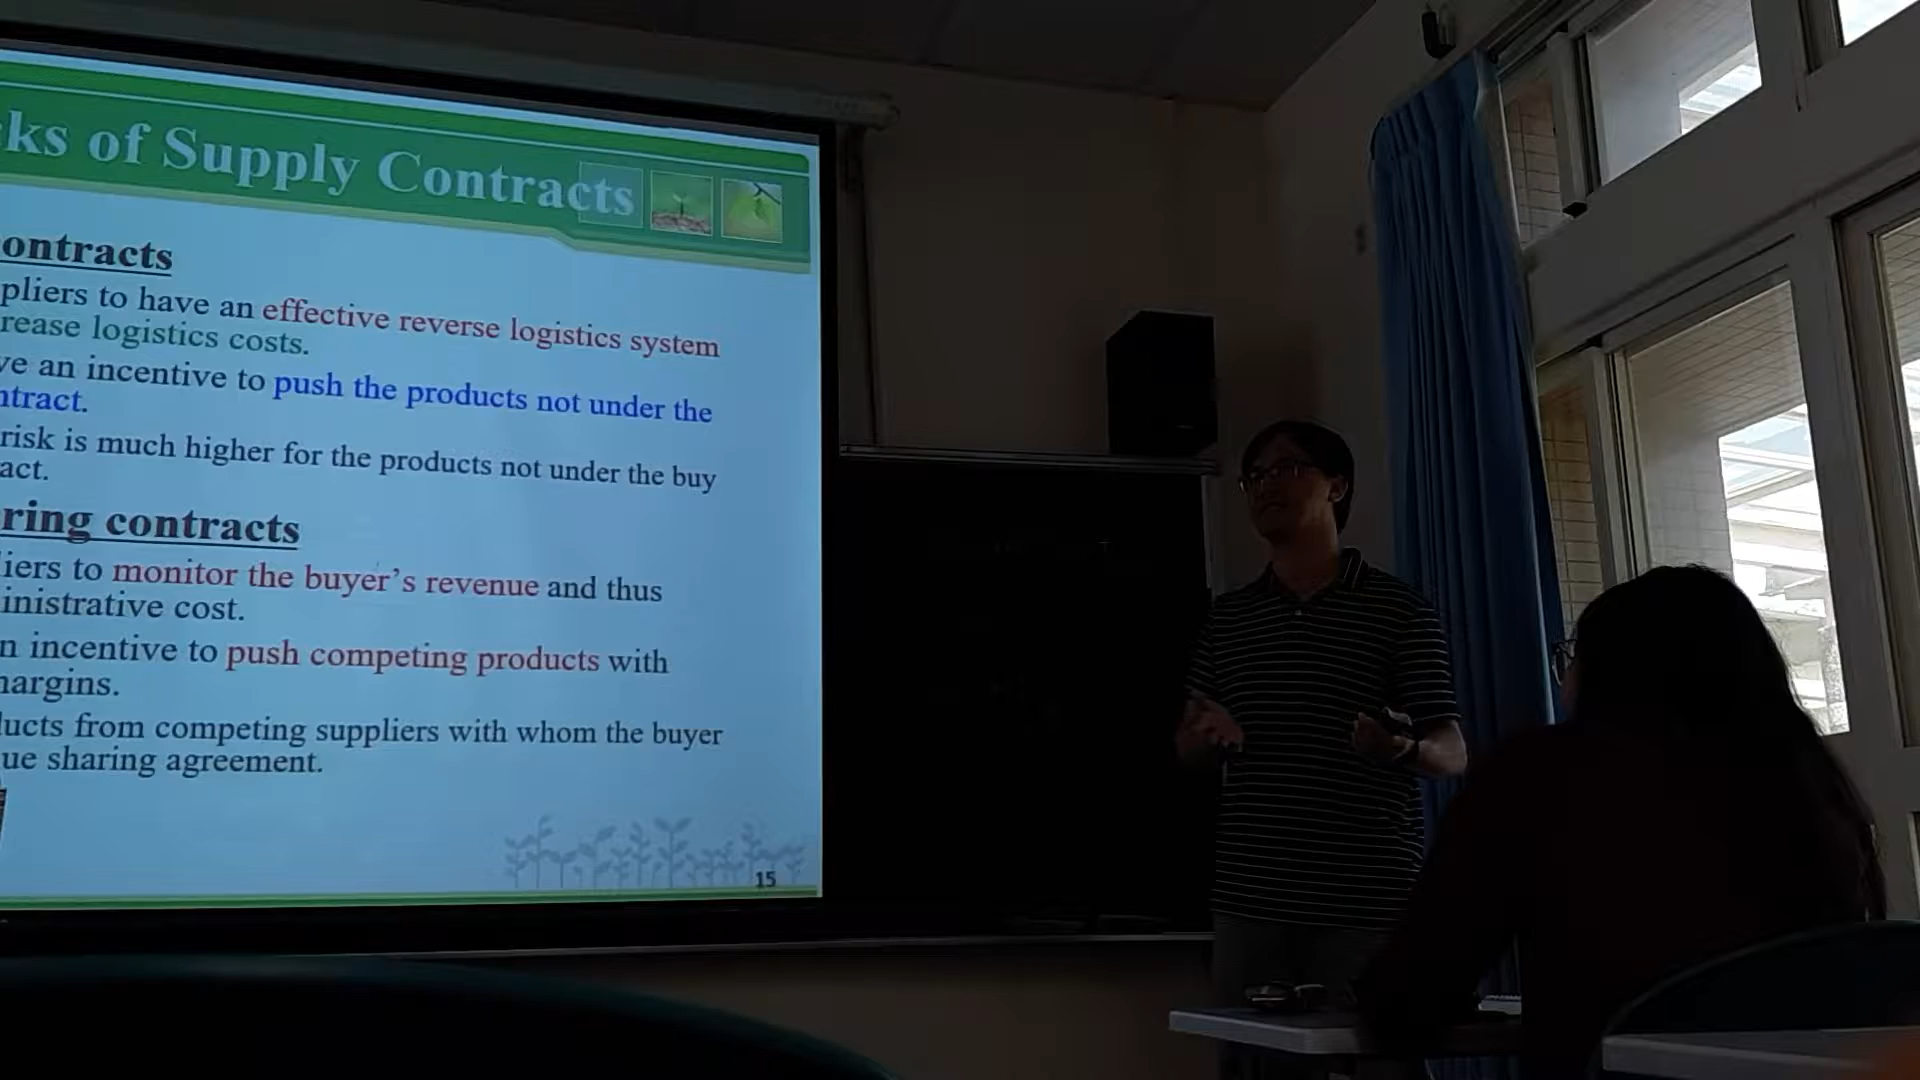 ks of Supply Contracts
ontracts
pliers to have an effective reverse logistics system
rease logistics costs.
ve an incentive to push the products not under the
ntract.
risk is much higher for the products not under the buy
act.
ring contracts
iers to monitor the buyer's revenue and thus
inistrative cost.
n incentive to push competing products with
margins.
ducts from competing suppliers with whom the buyer
ue sharing agreement.
15